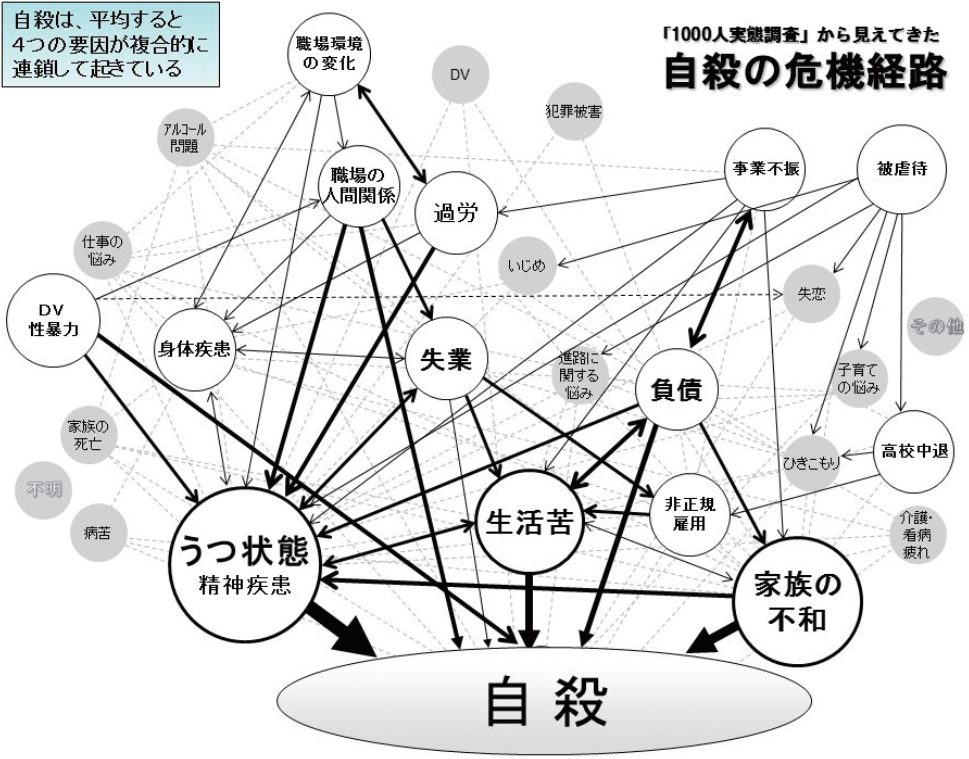 自殺は、平均すると
4つの要因が複合的に
連鎖して起きている
「1000人実態調査」から見えてきた
自殺の危機経路
職場環境
の変化
DV
犯罪被害
アルコール
問題
職場の
人間関係
過労
事業不振
被虐待
仕事の
悩み
いじめ
失恋
DV
性暴力
身体疾患
失業
進路に
関する
悩み
負債
子育て
の悩み
その他
家族の
死亡
不明
病苦
ひきこもり
高校中退
うつ状態
精神疾患
生活苦
非正規
雇用
介護・
看病
疲れ
家族の
不和
自殺